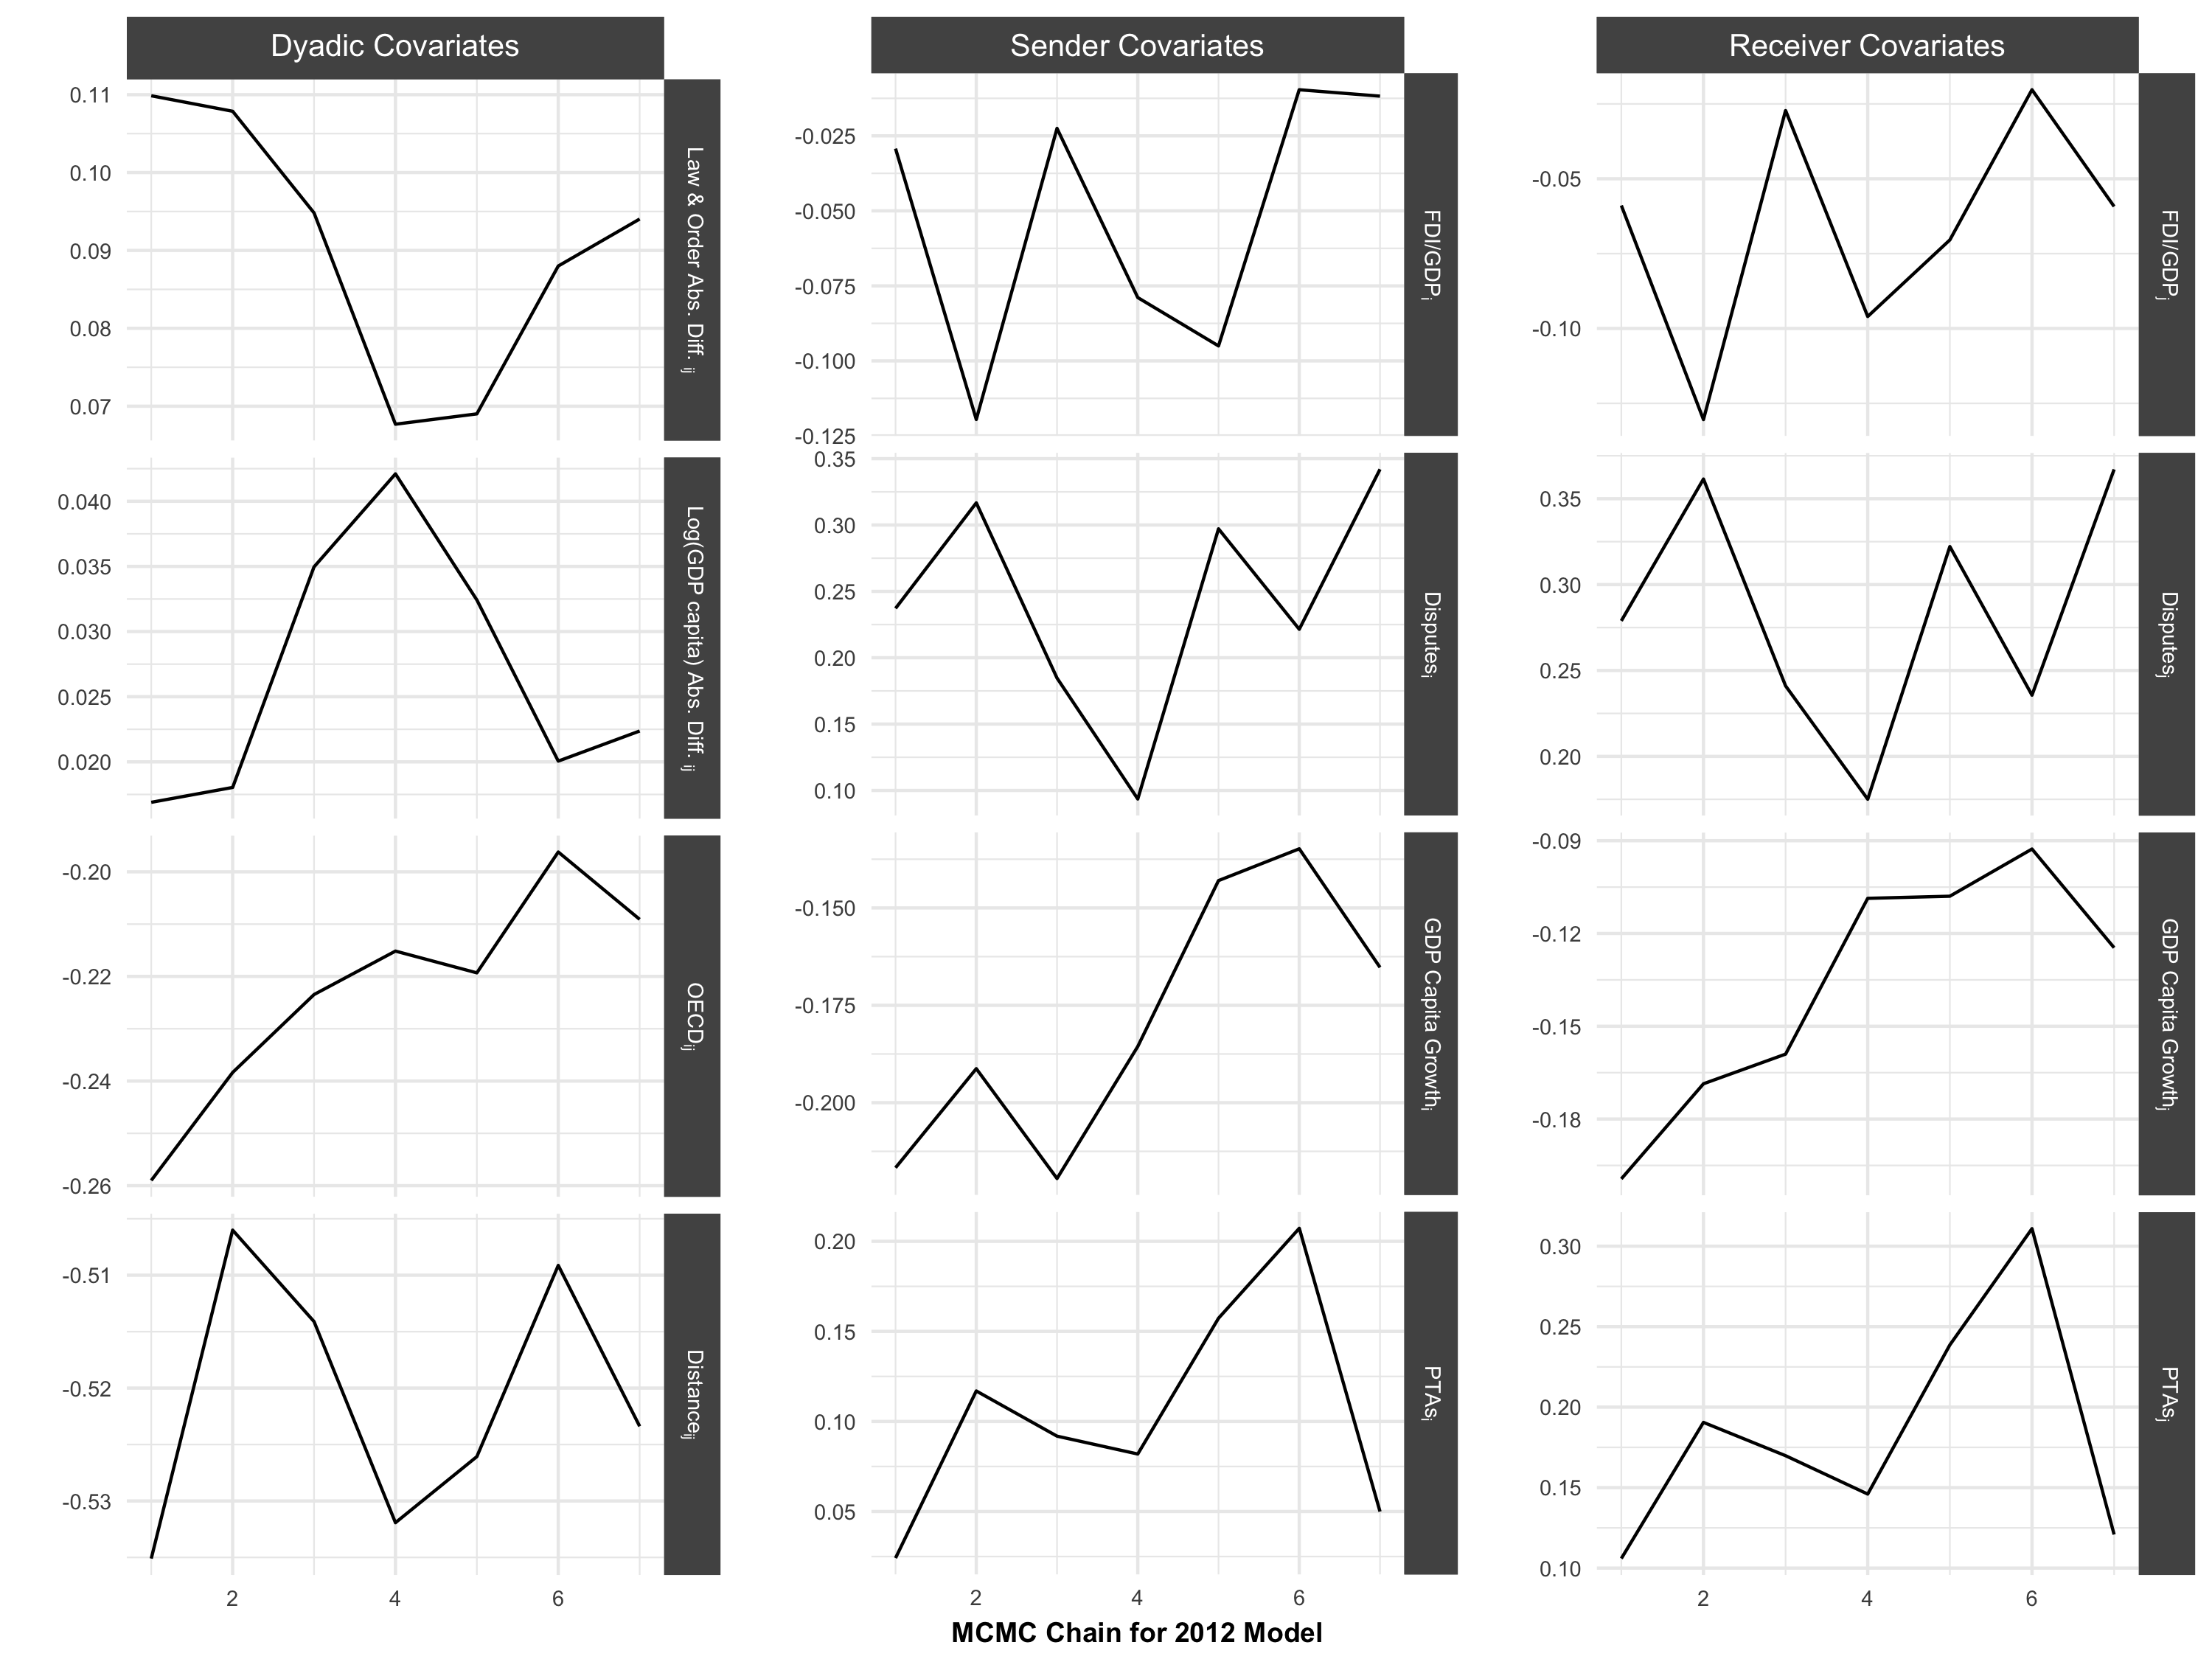 Dyadic Covariates
Sender Covariates
Receiver Covariates
0.11
0.10
0.09
0.08
0.07
Law & Order Abs. Diff. ij
-0.025
-0.050
-0.075
-0.100
-0.125
FDI/GDPi
-0.05
-0.10
FDI/GDPj
0.040
0.035
0.030
0.025
0.020
Log(GDP capita) Abs. Diff. ij
0.35
0.30
0.25
0.20
0.15
0.10
Disputesi
0.35
0.30
0.25
0.20
Disputesj
-0.20
-0.22
-0.24
-0.26
OECDij
-0.150
-0.175
-0.200
GDP Capita Growthi
-0.09
-0.12
-0.15
-0.18
GDP Capita Growthj
-0.51
-0.52
-0.53
Distanceij
0.20
0.15
0.10
0.05
PTAsi
0.30
0.25
0.20
0.15
0.10
PTAsj
2 4 6
2 4 6
2 4 6
MCMC Chain for 2012 Model